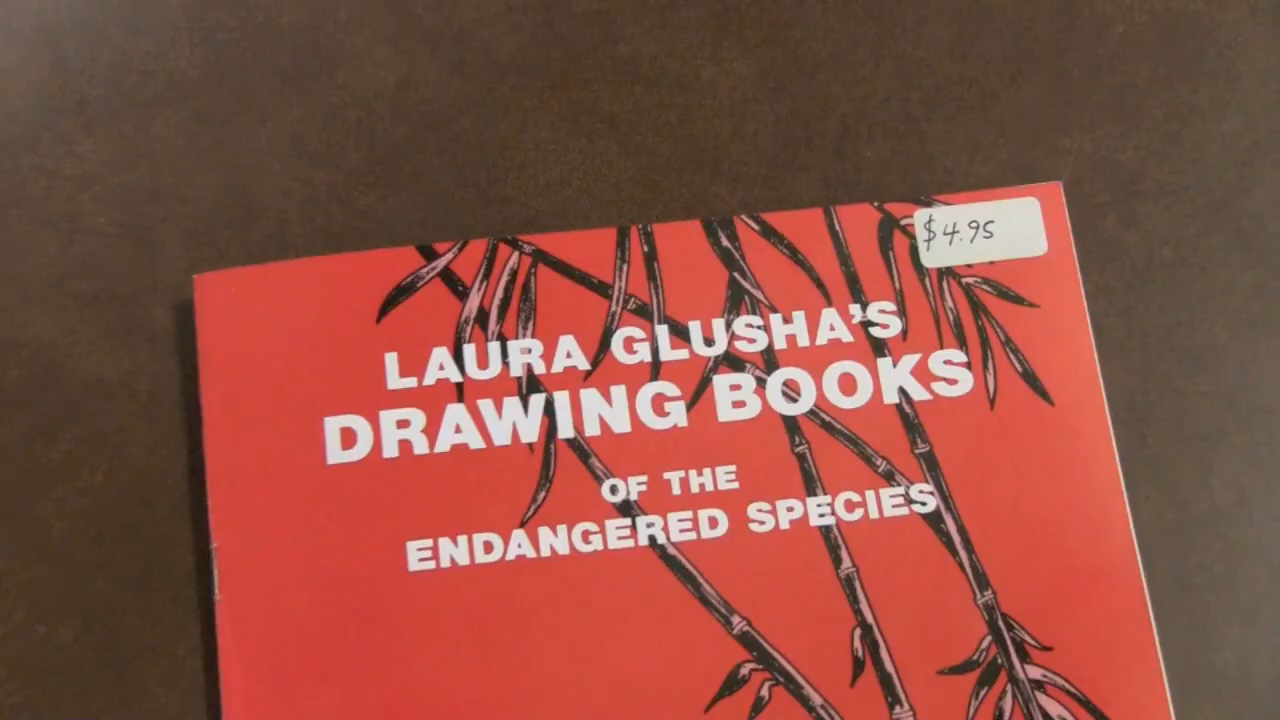 $4.95
LAURA GLUSHA'S
DRAWING BOOKS
OF THE
ENDANGERED SPECIES